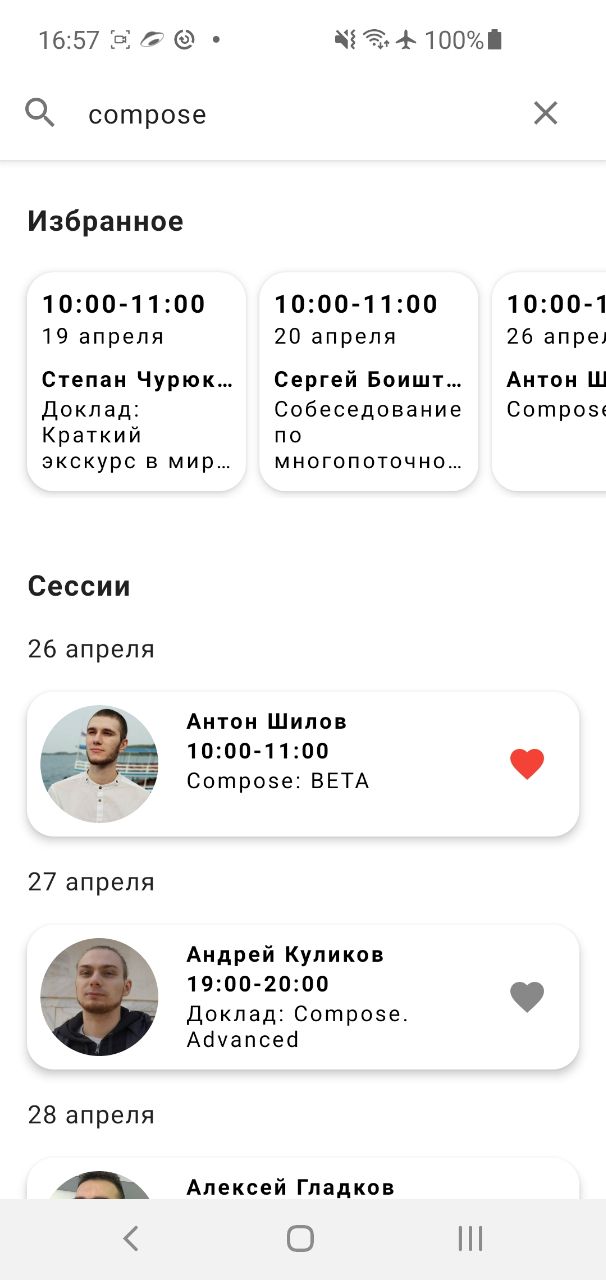 16:57 100%
compose
Избранное
10:00-11:00
19 апреля
Степан Чурюк…
Доклад:
Краткий
экскурс в мир…
10:00-11:00
20 апреля
Сергей Боишт…
Собеседование
по
многопоточно…
10:00-1
26 апрел
Антон Ш
Compose
Сессии
26 апреля
Антон Шилов
10:00-11:00
Compose: BETA
27 апреля
Андрей Куликов
19:00-20:00
Доклад: Compose.
Advanced
28 апреля
Алексей Гладков